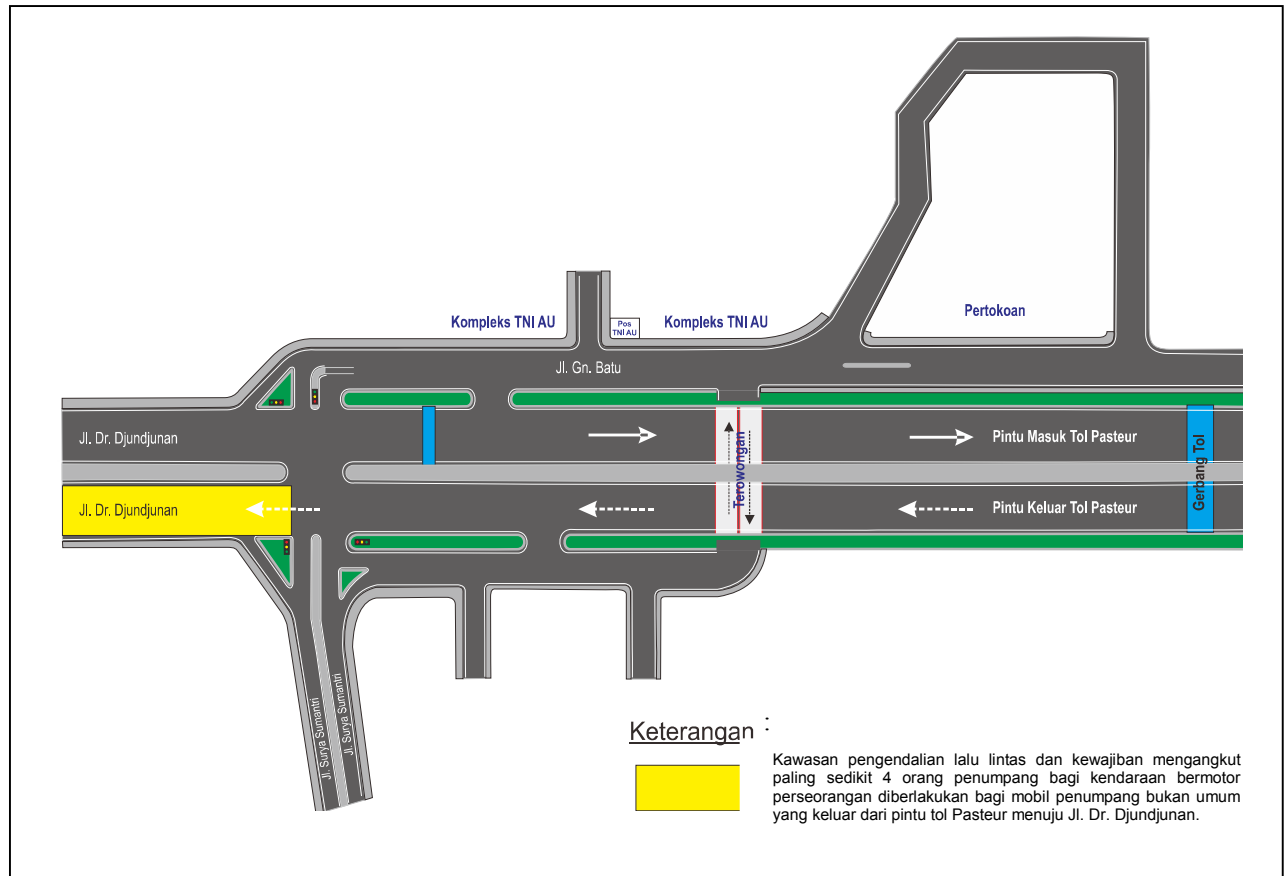 Kompleks TNI AU
Pos
TNI AU
Kompleks TNI AU
Pertokoan
Jl. Gn. Batu
Jl. Dr. Djundjunan
Terowongan
Pintu Masuk Tol Pasteur
Gerbang Tol
Jl. Dr. Djundjunan
Pintu Keluar Tol Pasteur
Jl. Surya Sumantri
Jl. Surya Sumantri
Keterangan :
Kawasan pengendalian lalu lintas dan kewajiban mengangkut
paling sedikit 4 orang penumpang bagi kendaraan bermotor
perseorangan diberlakukan bagi mobil penumpang bukan umum
yang keluar dari pintu tol Pasteur menuju Jl. Dr. Djundjunan.